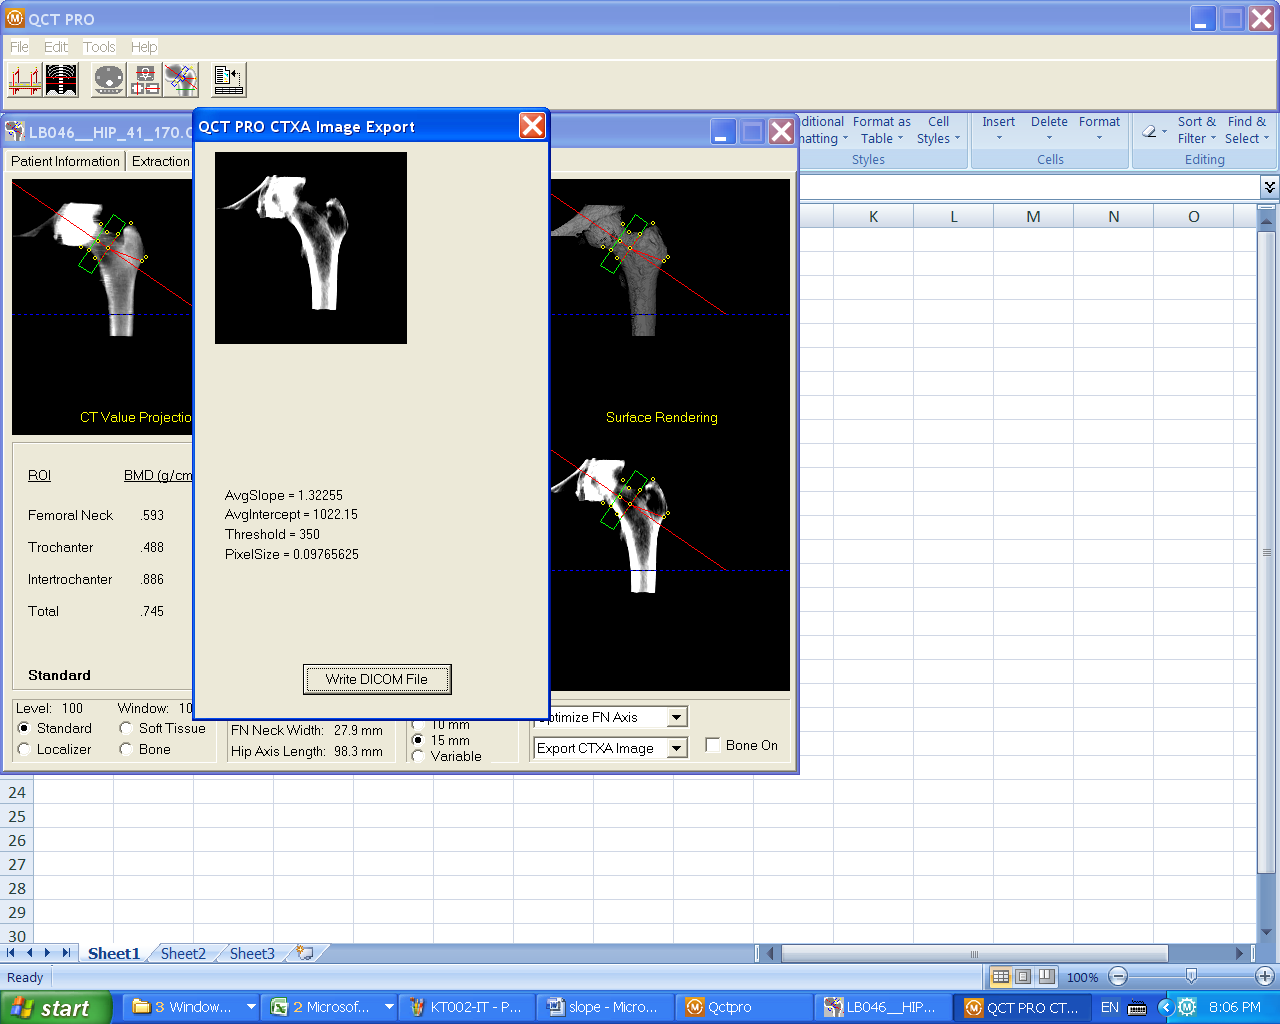 QCT PRO
File Edit Tools Help
LB046__HIP_41_170.
QCT PRO CTXA Image Export
Patient Information Extraction
Format as Table Cell Styles Insert Delete Format Sort & Filter Find & Select
Styles Cells Editing
K L M N O
CT Value Projectio
Surface Rendering
ROI BMD (g/cm
Femoral Neck .593
Trochanter .488
Intertrochanter .886
Total .745
Standard
AvgSlope = 1.32255
AvgIntercept = 1022.15
Threshold = 350
PixelSize = 0.09765625
Write DICOM File
Level: 100 Window: 10
Standard Soft Tissue
Localizer Bone
FN Neck Width: 27.9 mm
Hip Axis Length: 98.3 mm
10 mm
15 mm
Variable
ptimize FN Axis
Export CTXA Image
Bone On
24
25
26
27
28
29
30
Sheet1 Sheet2 Sheet3
Ready 100%
start 3 Window... 2 Microsof... KT002-IT - P... slope - Micro... Qctpro LB046__HIP... QCT PRO CT... EN 8:06 PM